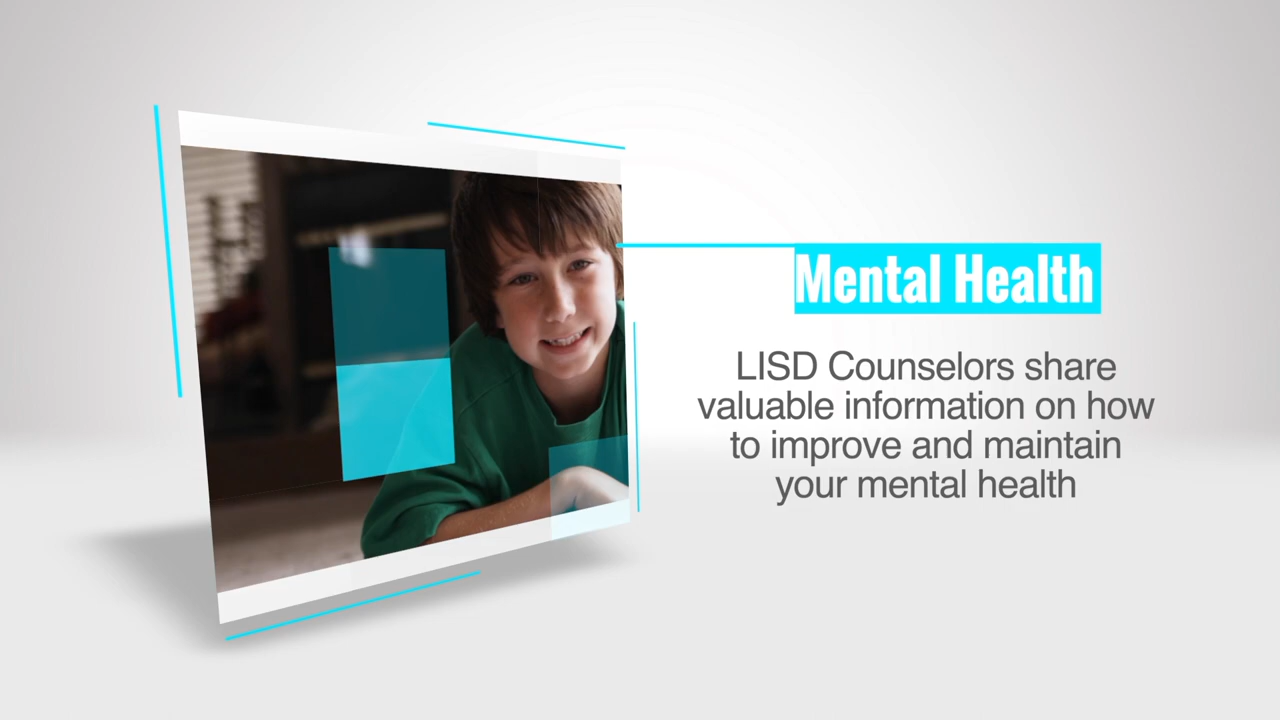 Mental Health
LISD Counselors share
valuable information on how
to improve and maintain
your mental health